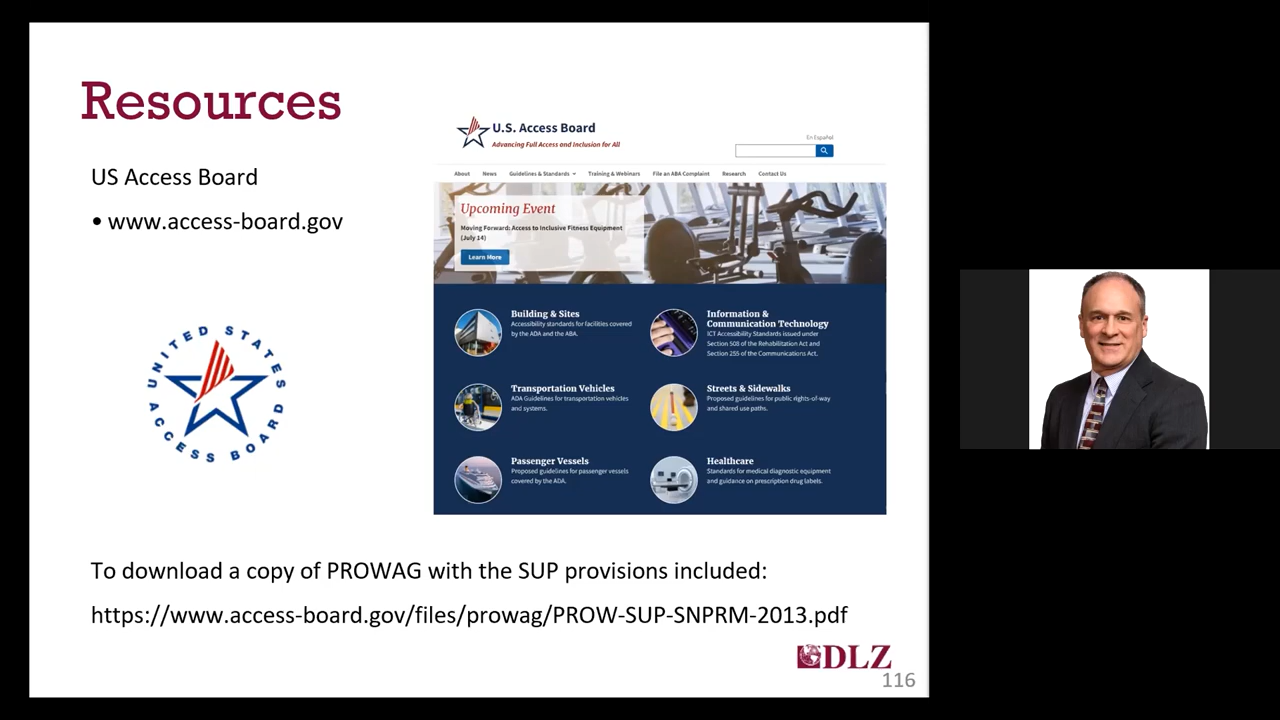 Resources
US Access Board
• www.access-board.gov
UNITED STATES ACCESS BOARD
U.S. Access Board
Advancing Full Access and Inclusion for All
En Español
About News Guidelines & Standards Training & Webinars File an ABA Complaint Research Contact Us
Upcoming Event
Moving Forward: Access to Inclusive Fitness Equipment
(July 14)
Learn More
Building & Sites
Accessibility standards for facilities covered
by the ADA and the ABA.
Information &
Communication Technology
ICT Accessibility Standards issued under
Section 508 of the Rehabilitation Act and
Section 255 of the Communications Act.
Transportation Vehicles
ADA Guidelines for transportation vehicles
and systems.
Streets & Sidewalks
Proposed guidelines for public rights-of-way
and shared use paths.
Passenger Vessels
Proposed guidelines for passenger vessels
covered by the ADA.
Healthcare
Standards for medical diagnostic equipment
and guidance on prescription drug labels.
To download a copy of PROWAG with the SUP provisions included:
https://www.access-board.gov/files/prowag/PROW-SUP-SNPRM-2013.pdf
DLZ
116